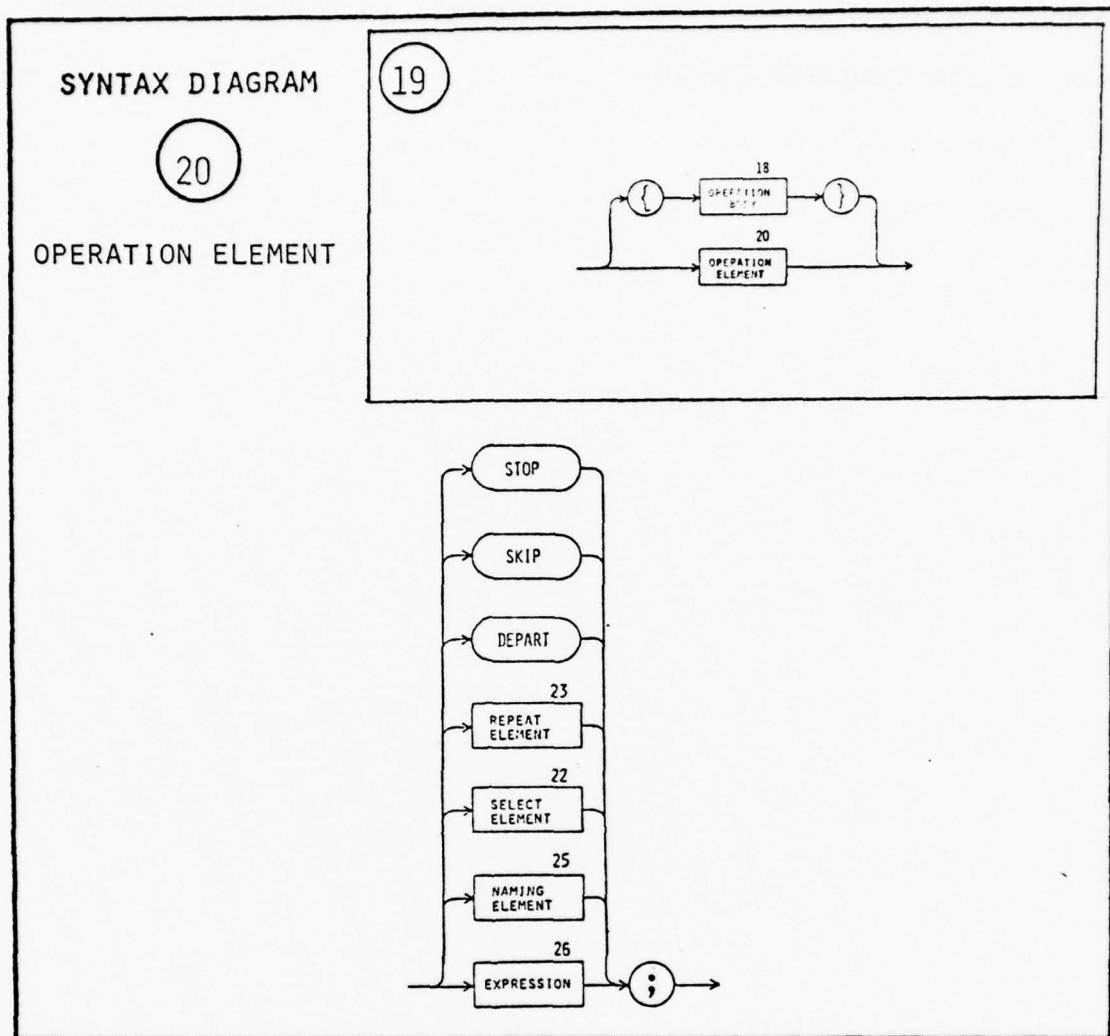 SYNTAX DIAGRAM
20
OPERATION ELEMENT
19
18
{
OPERATION
BODY
}
20
OPERATION
ELEMENT
STOP
SKIP
DEPART
23
REPEAT
ELEMENT
22
SELECT
ELEMENT
25
NAMING
ELEMENT
26
EXPRESSION
;